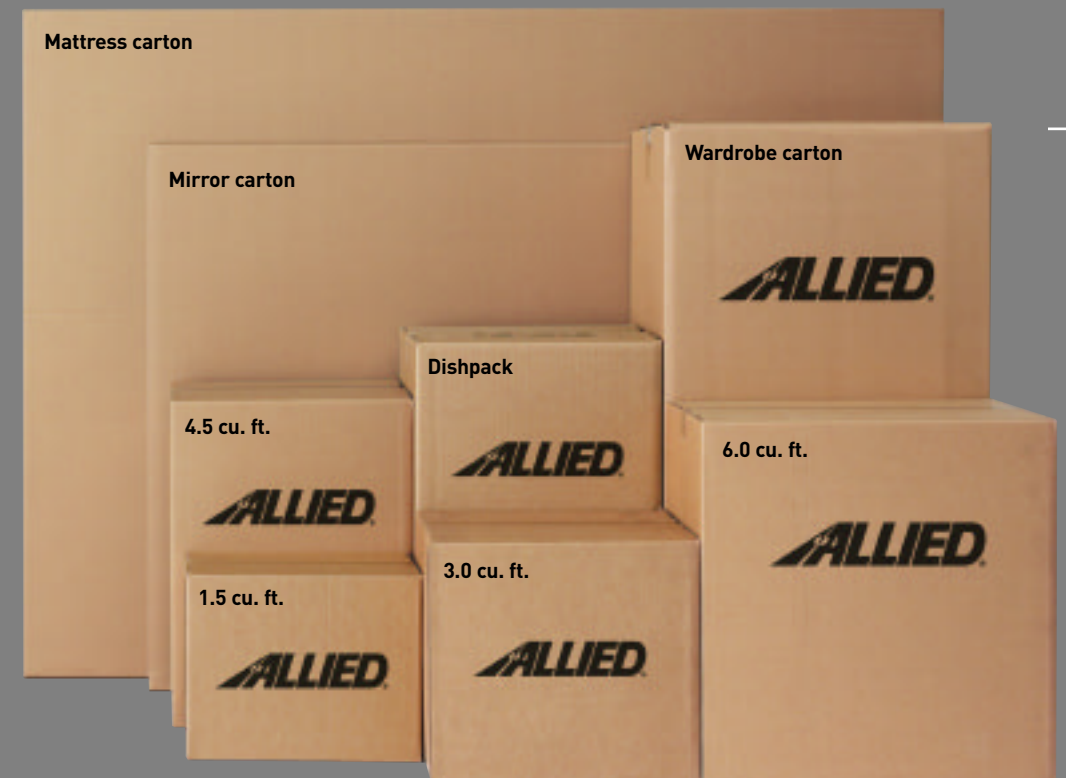 Mattress carton
Wardrobe carton
Mirror carton
ALLIED
Dishpack
4.5 cu. ft.
ALLIED
6.0 cu. ft.
ALLIED
ALLIED
3.0 cu. ft.
1.5 cu. ft.
ALLIED
ALLIED